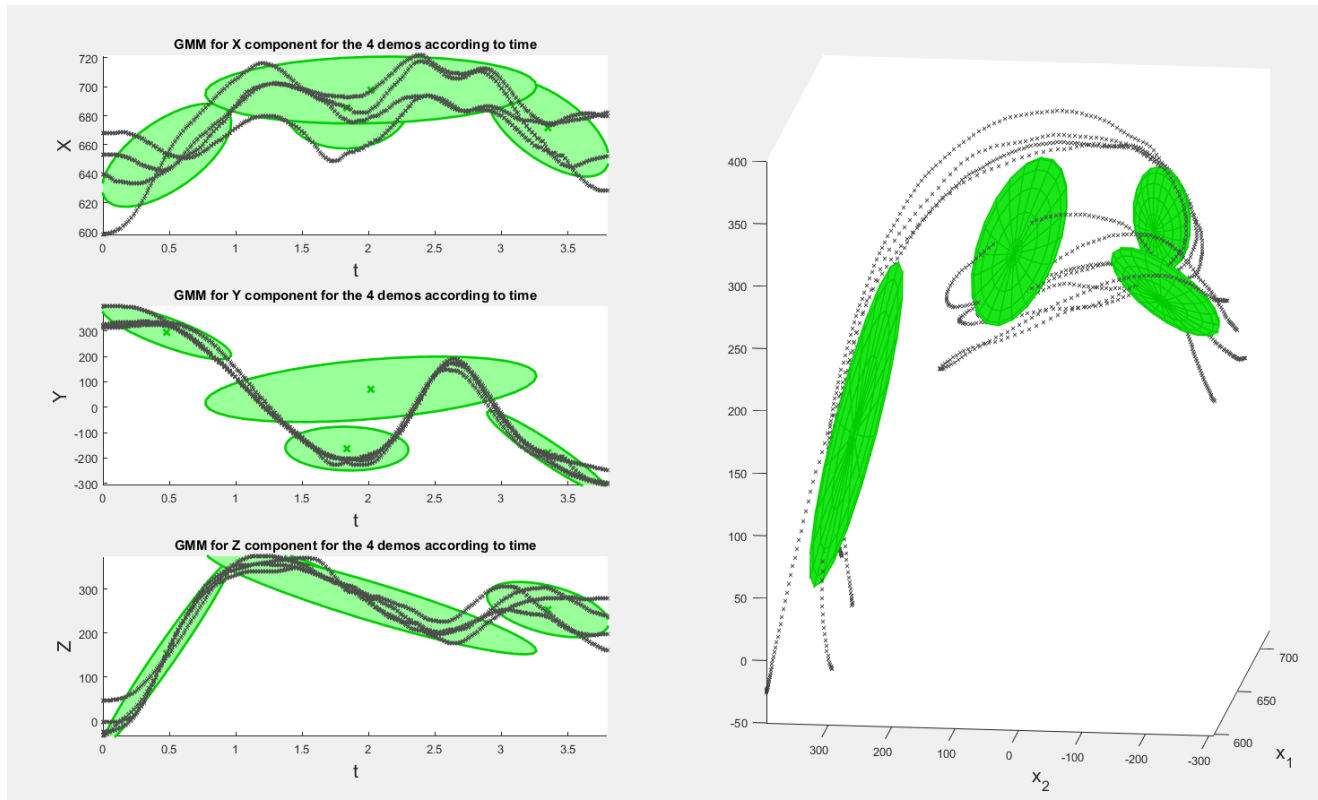 GMM for X component for the 4 demos according to time
720
700
680
660
640
620
600
X
0 0.5 1 1.5 2 2.5 3 3.5
t
GMM for Y component for the 4 demos according to time
300
200
100
0
-100
-200
-300
Y
0 0.5 1 1.5 2 2.5 3 3.5
t
GMM for Z component for the 4 demos according to time
300
200
100
0
Z
0 0.5 1 1.5 2 2.5 3 3.5
t
400
350
300
250
200
150
100
50
0
-50
300 200 100 0 -100 -200 -300
x_2
700
650
600
x_1